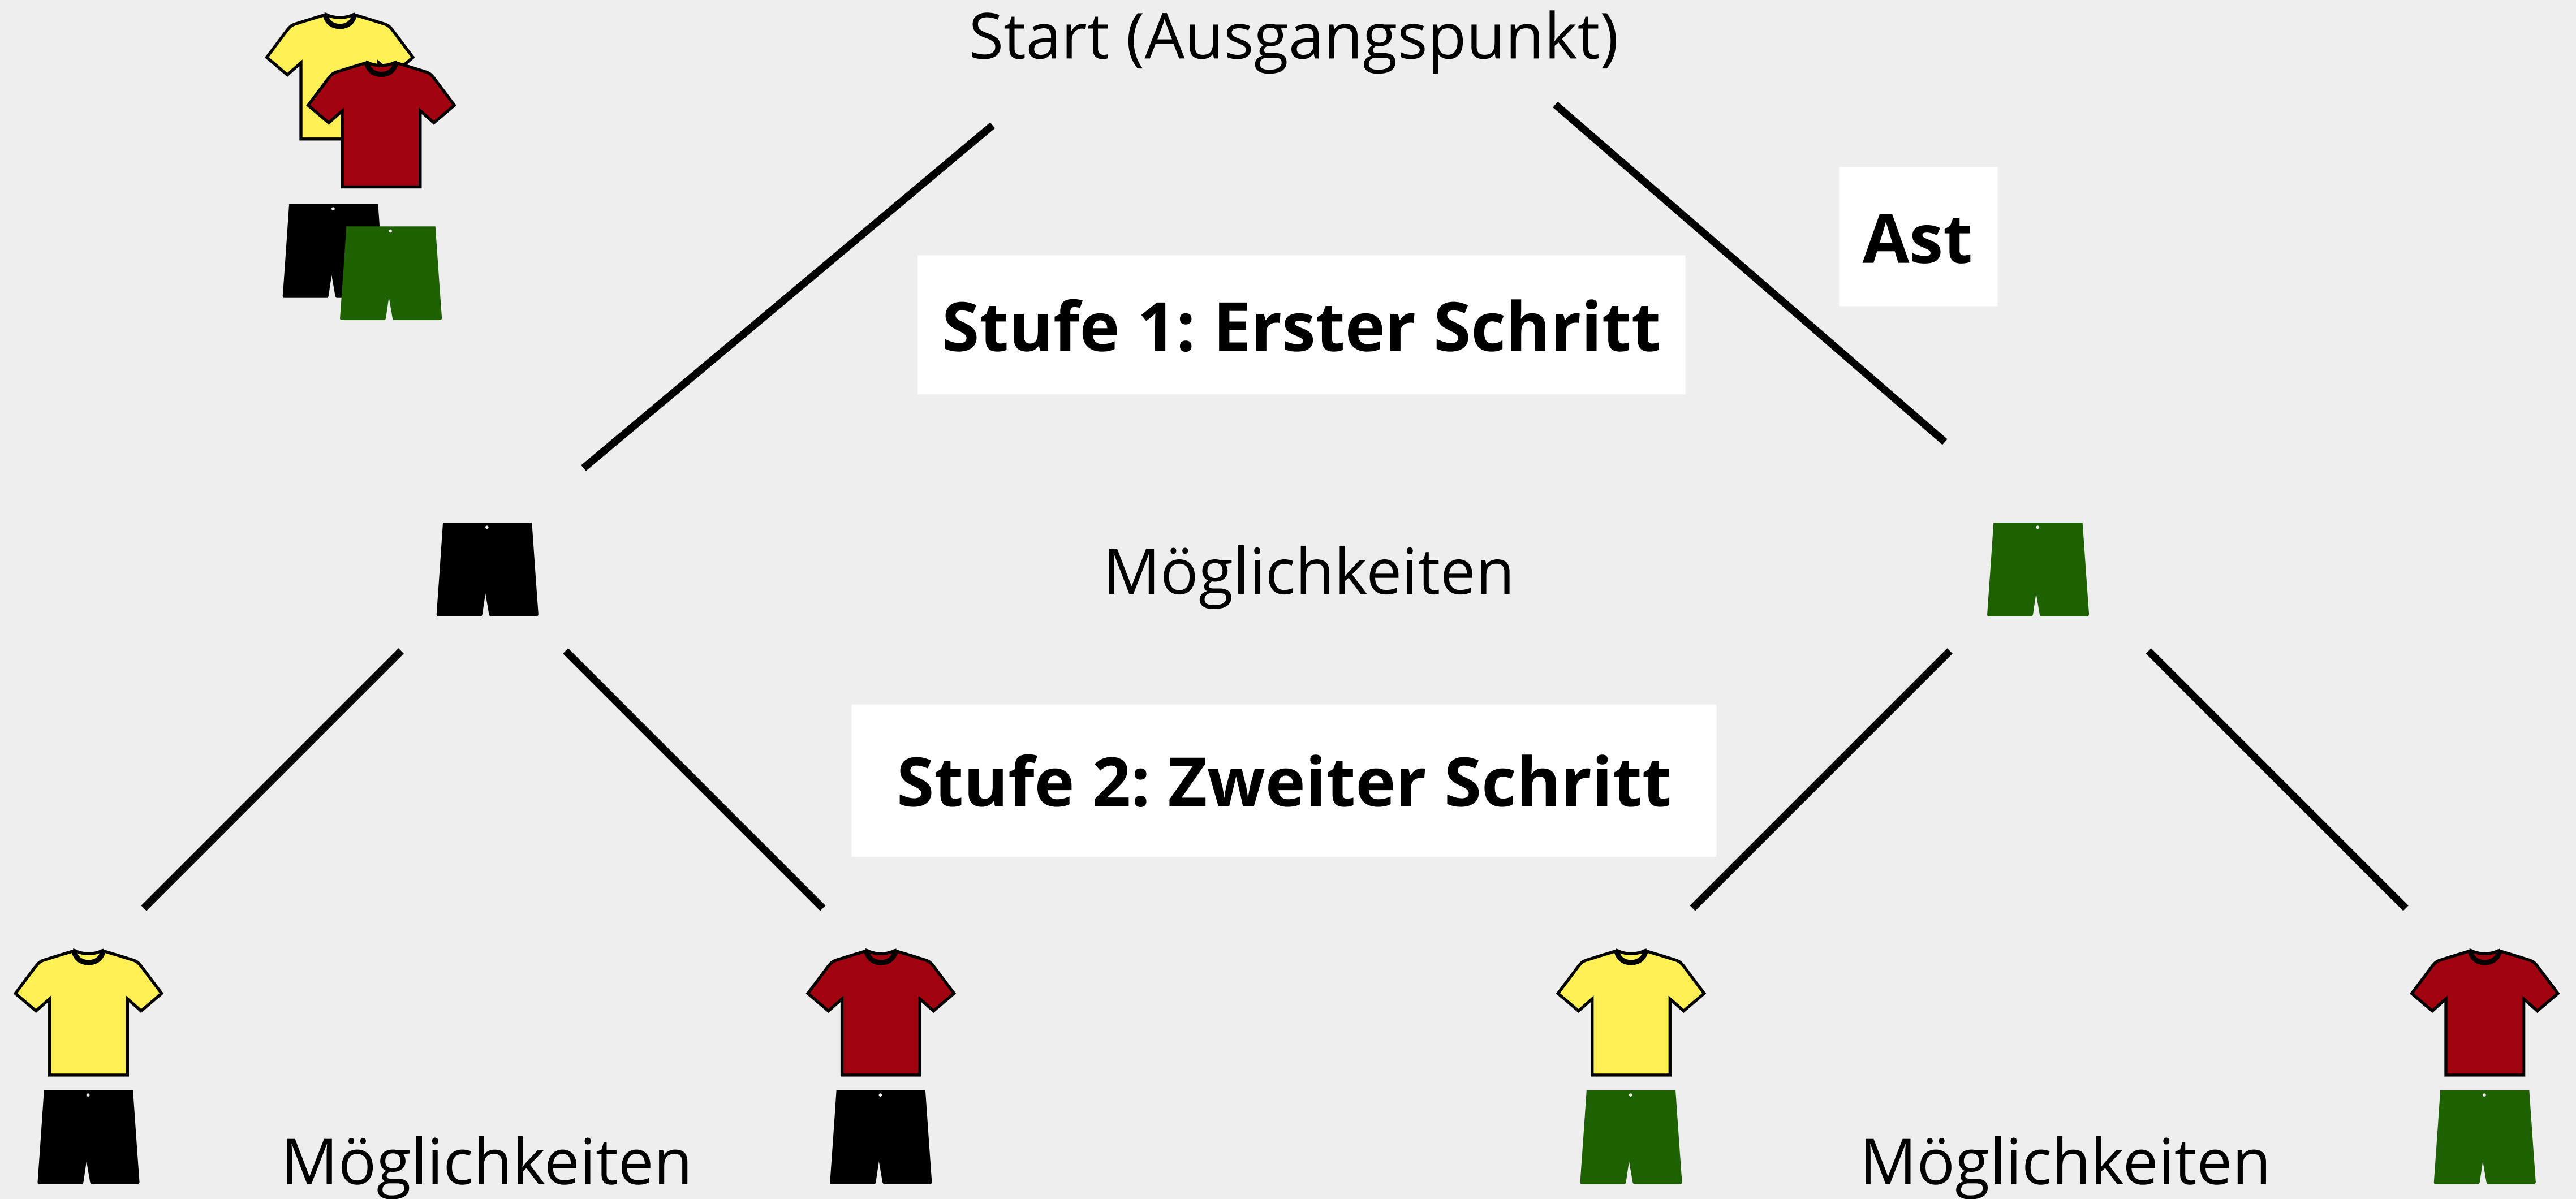 Start (Ausgangspunkt)
Ast
Stufe 1: Erster Schritt
Möglichkeiten
Stufe 2: Zweiter Schritt
Möglichkeiten
Möglichkeiten